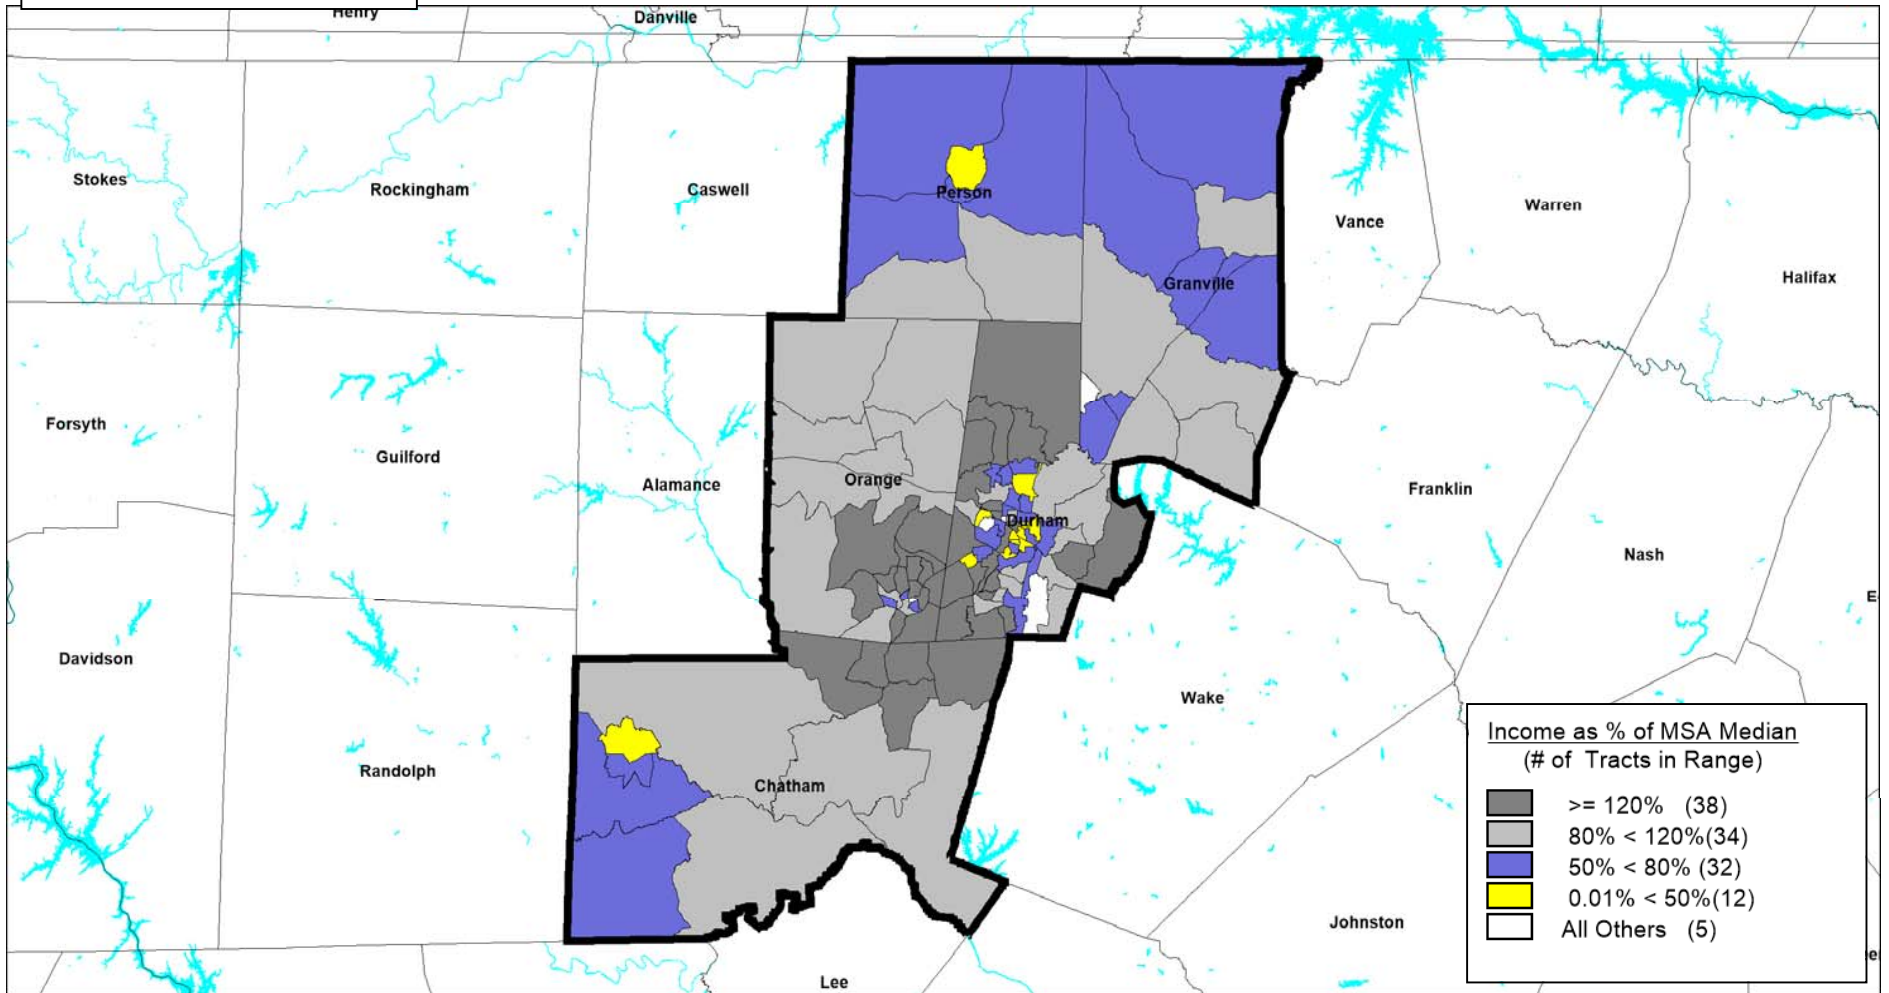 Henry
Danville
Stokes
Rockingham
Caswell
Person
Vance
Warren
Halifax
Granville
Forsyth
Guilford
Alamance
Orange
Durham
Franklin
Nash
Davidson
Randolph
Chatham
Wake
Johnston
Lee
Income as % of MSA Median
(# of Tracts in Range)
>= 120% (38)
80% < 120%(34)
50% < 80% (32)
0.01% < 50%(12)
All Others (5)